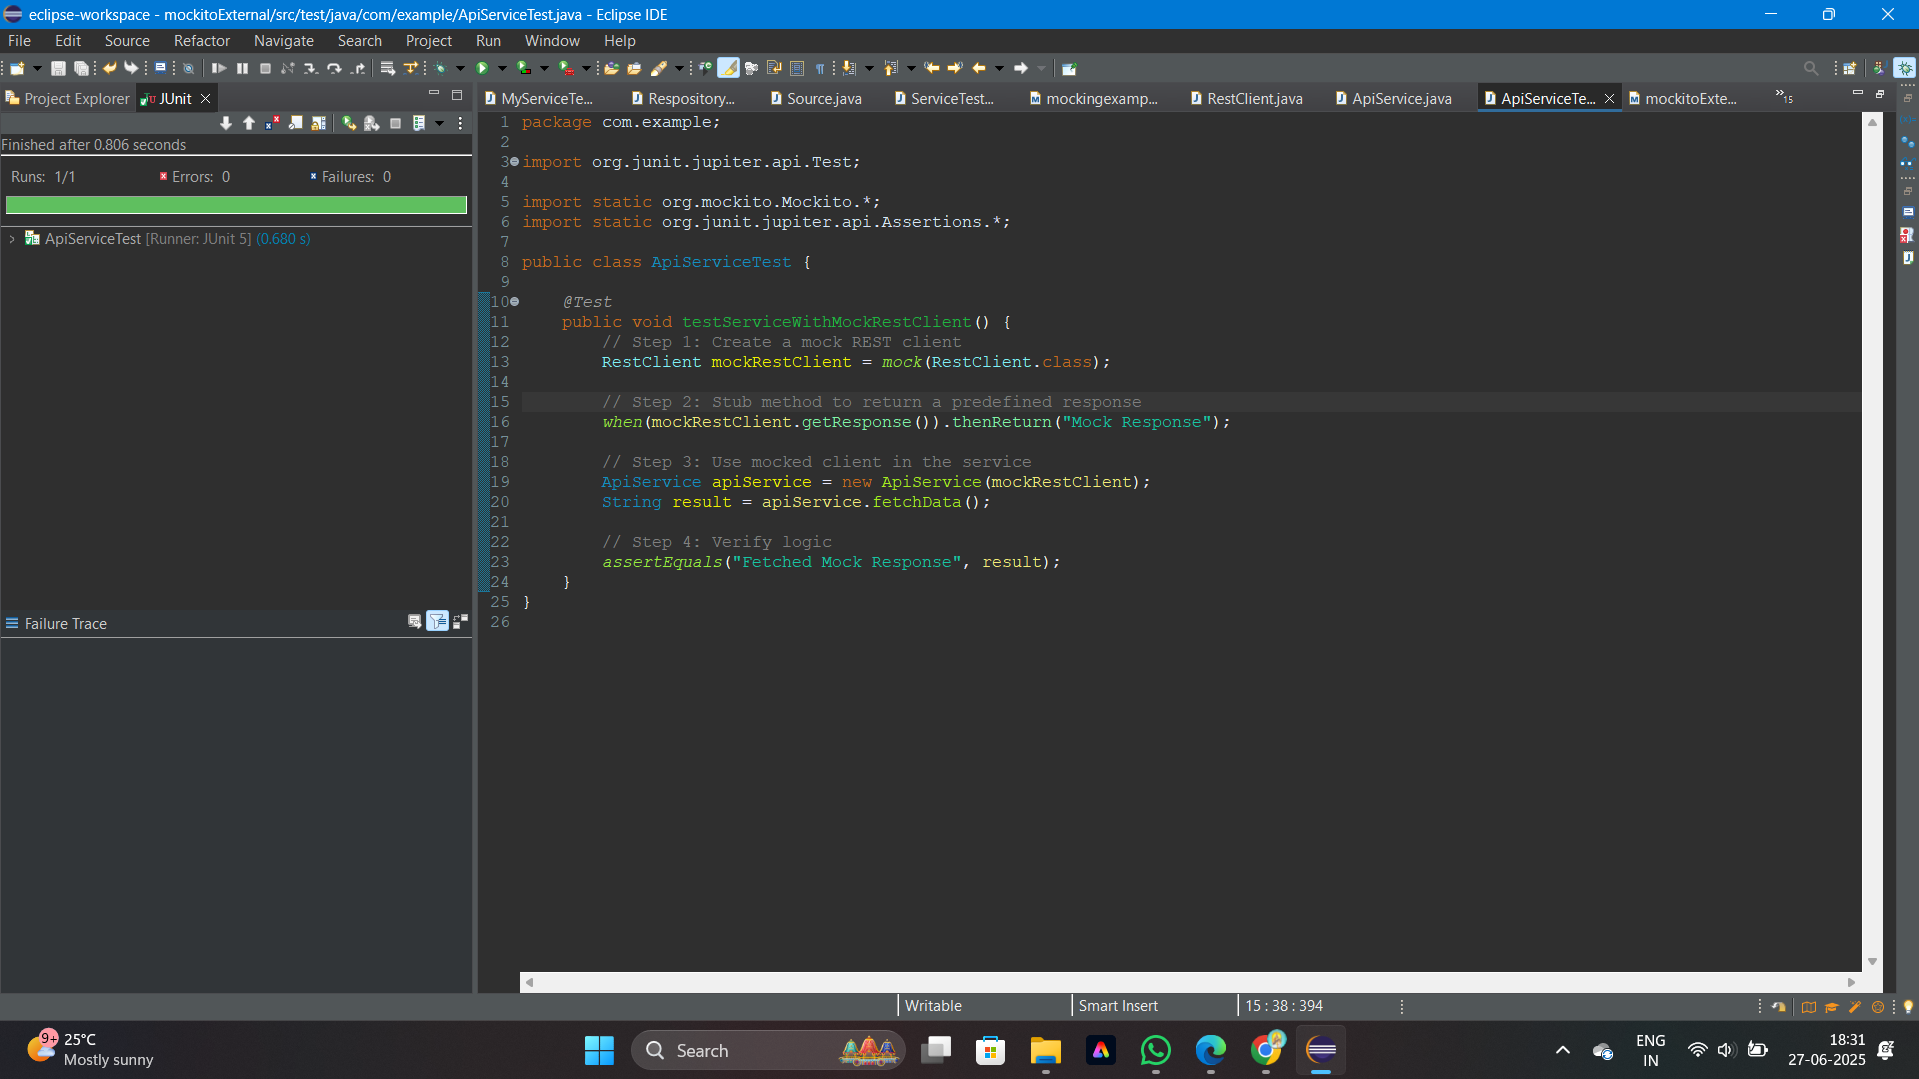 eclipse-workspace - mockitoExternal/src/test/java/com/example/ApiServiceTest.java - Eclipse IDE
File Edit Source Refactor Navigate Search Project Run Window Help
Project Explorer JUnit
MyServiceTe... Respository... Source.java ServiceTest... mockingexamp... RestClient.java ApiService.java ApiServiceTe... mockitoExte... 15
Finished after 0.806 seconds
Runs: 1/1 Errors: 0 Failures: 0
ApiServiceTest [Runner: JUnit 5] (0.680 s)
Failure Trace
1 package com.example;
2
3 import org.junit.jupiter.api.Test;
4
5 import static org.mockito.Mockito.*;
6 import static org.junit.jupiter.api.Assertions.*;
7
8 public class ApiServiceTest {
9
10 @Test
11 public void testServiceWithMockRestClient() {
12 // Step 1: Create a mock REST client
13 RestClient mockRestClient = mock(RestClient.class);
14
15 // Step 2: Stub method to return a predefined response
16 when(mockRestClient.getResponse()).thenReturn("Mock Response");
17
18 // Step 3: Use mocked client in the service
19 ApiService apiService = new ApiService(mockRestClient);
20 String result = apiService.fetchData();
21
22 // Step 4: Verify logic
23 assertEquals("Fetched Mock Response", result);
24 }
25 }
26
Writable Smart Insert 15 : 38 : 394
9+ 25°C
Mostly sunny
Search
ENG
IN
18:31
27-06-2025